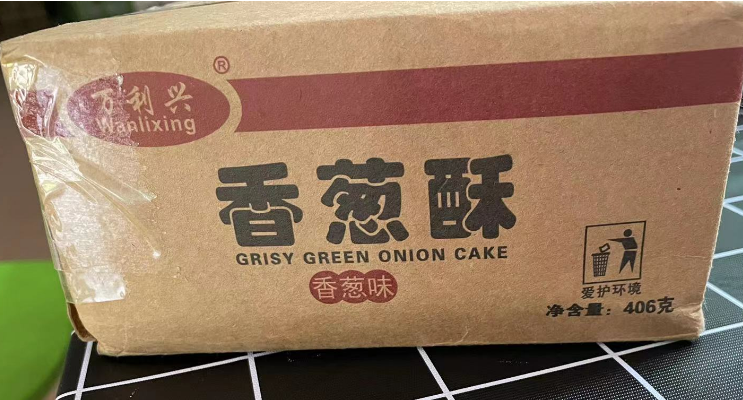 万利兴®
Wanlixing
香葱酥
GRISY GREEN ONION CAKE
香葱味
爱护环境
净含量：406克